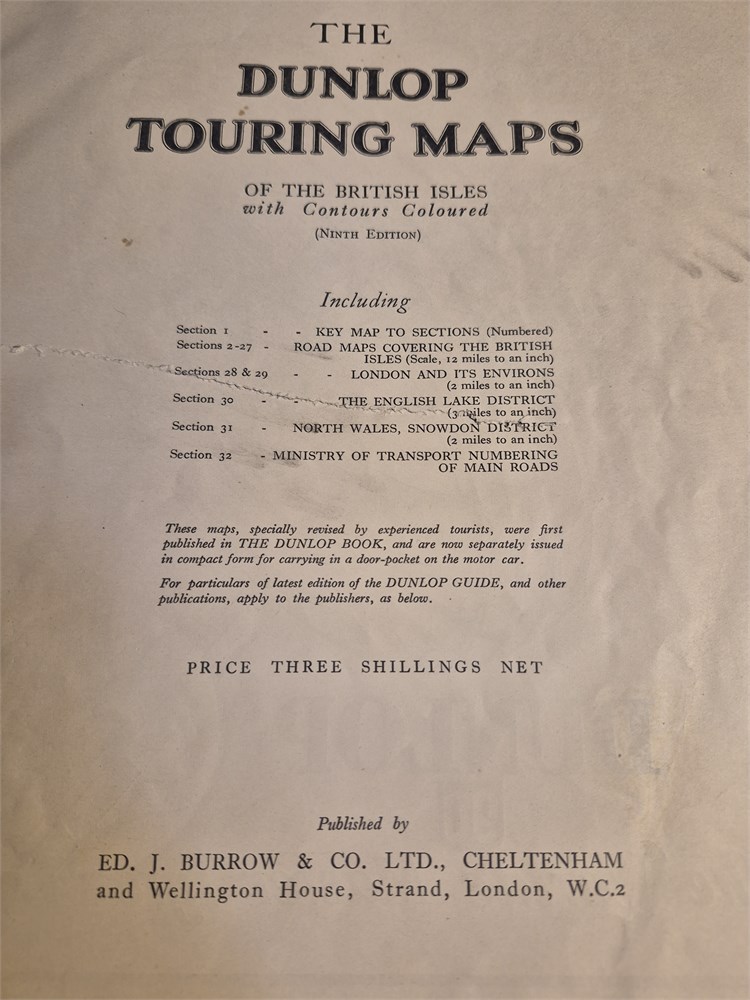 THE
DUNLOP
TOURING MAPS
OF THE BRITISH ISLES
with Contours Coloured
(NINTH EDITION)
Including
Section 1 - - KEY MAP TO SECTIONS (Numbered)
Sections 2-27 - ROAD MAPS COVERING THE BRITISH
ISLES (Scale, 12 miles to an inch)
Sections 28 & 29 - - LONDON AND ITS ENVIRONS
(2 miles to an inch)
Section 30 - - THE ENGLISH LAKE DISTRICT
(3 miles to an inch)
Section 31 - NORTH WALES, SNOWDON DISTRICT
(2 miles to an inch)
Section 32 - MINISTRY OF TRANSPORT NUMBERING
OF MAIN ROADS
These maps, specially revised by experienced tourists, were first
published in THE DUNLOP BOOK, and are now separately issued
in compact form for carrying in a door-pocket on the motor car.
For particulars of latest edition of the DUNLOP GUIDE, and other
publications, apply to the publishers, as below.
PRICE THREE SHILLINGS NET
Published by
ED. J. BURROW & CO. LTD., CHELTENHAM
and Wellington House, Strand, London, W.C.2